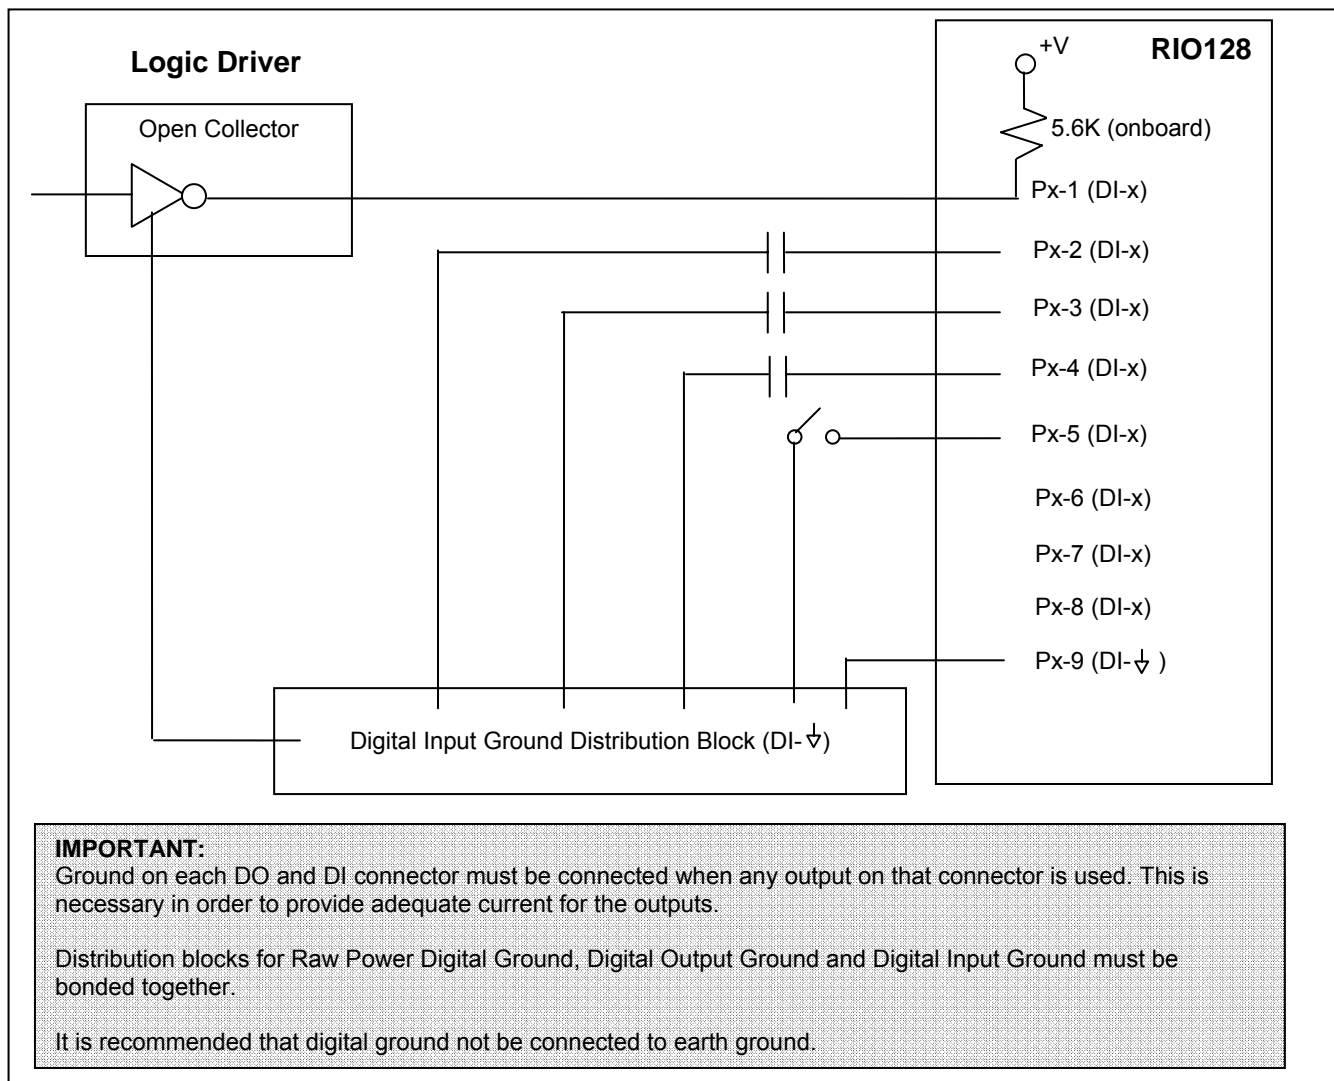 +V
RIO128
Logic Driver
Open Collector
5.6K (onboard)
Px-1 (DI-x)
Px-2 (DI-x)
Px-3 (DI-x)
Px-4 (DI-x)
Px-5 (DI-x)
Px-6 (DI-x)
Px-7 (DI-x)
Px-8 (DI-x)
Px-9 (DI- )
Digital Input Ground Distribution Block (DI- )
IMPORTANT:
Ground on each DO and DI connector must be connected when any output on that connector is used. This is
necessary in order to provide adequate current for the outputs.
Distribution blocks for Raw Power Digital Ground, Digital Output Ground and Digital Input Ground must be
bonded together.
It is recommended that digital ground not be connected to earth ground.